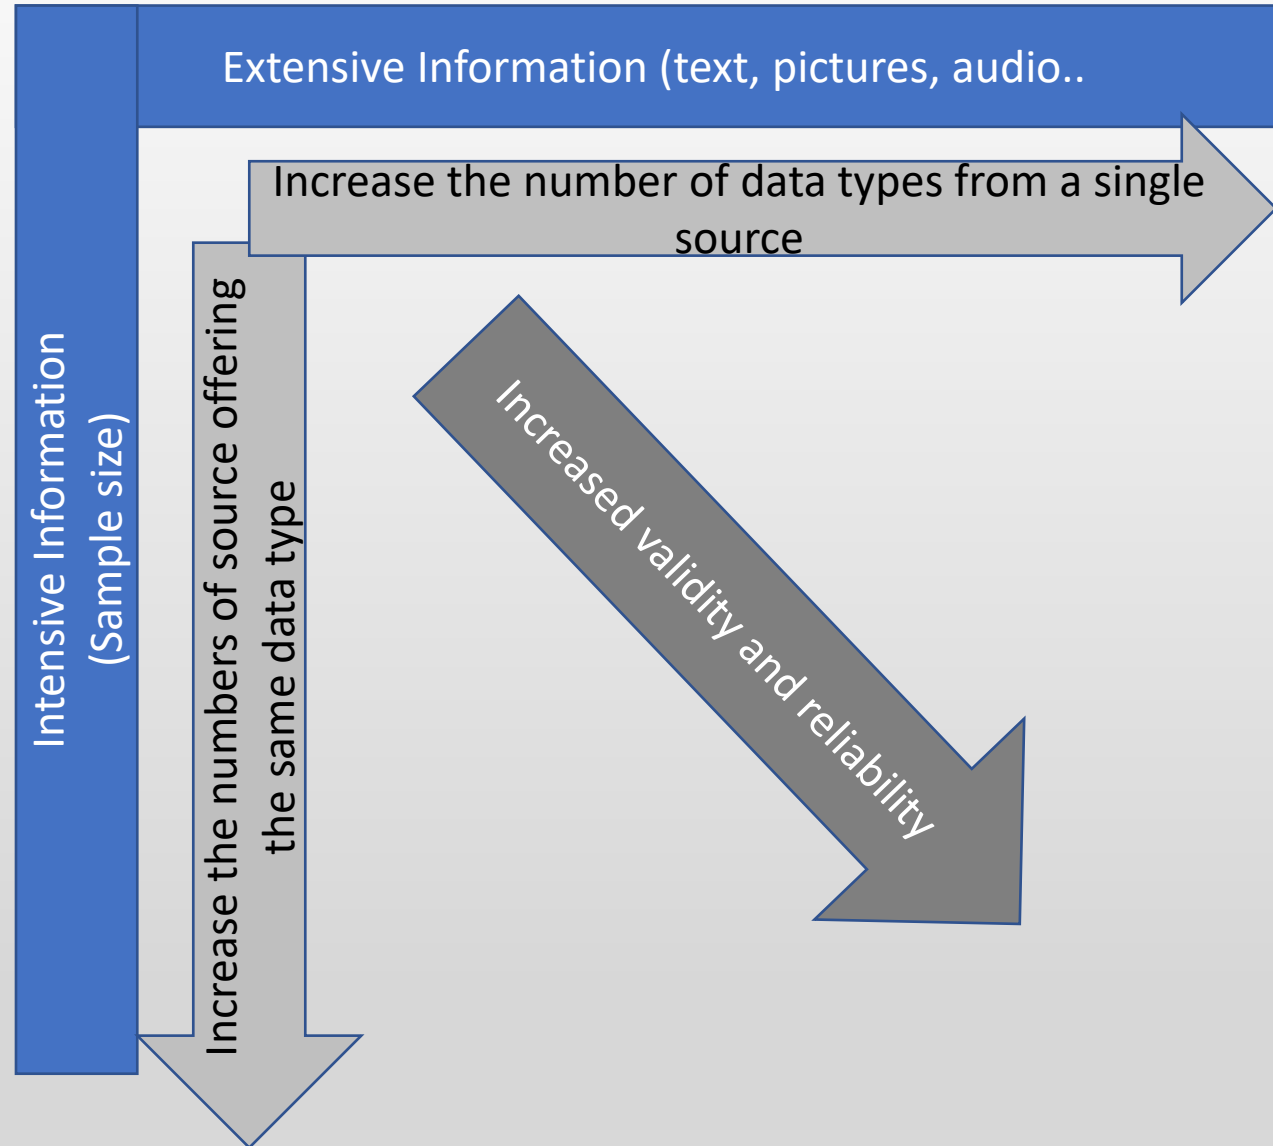 Extensive Information (text, pictures, audio..
Increase the number of data types from a single
source
Intensive Information
(Sample size)
Increase the numbers of source offering
the same data type
Increased validity and reliability